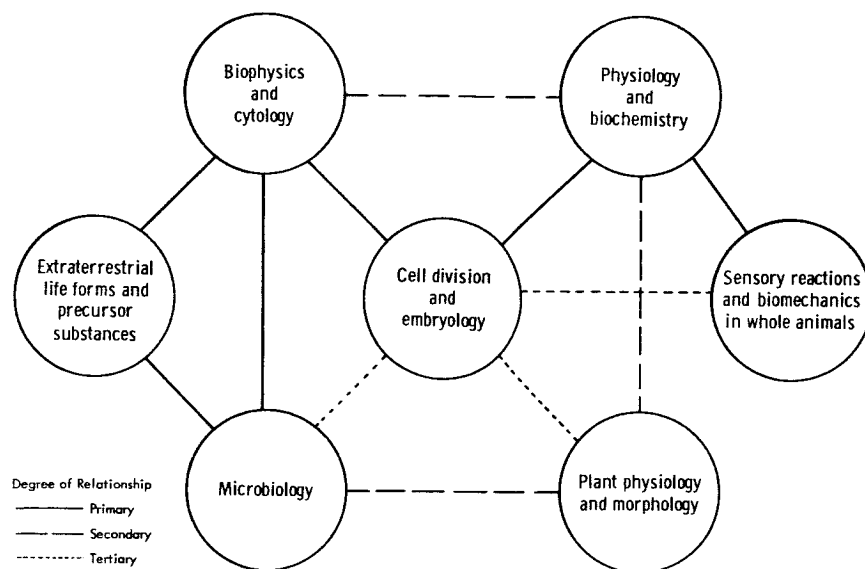 Biophysics
and
cytology
Physiology
and
biochemistry
Extraterrestrial
life forms and
precursor
substances
Cell division
and
embryology
Sensory reactions
and biomechanics
in whole animals
Microbiology
Plant physiology
and morphology
Degree of Relationship
Primary
Secondary
Tertiary